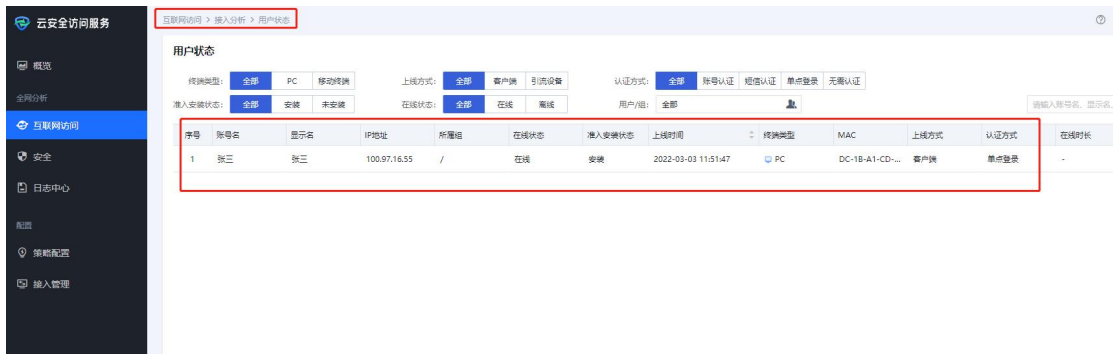 云安全访问服务
互联网访问 > 接入分析 > 用户状态
用户状态
概览
终端类型: 全部 PC 移动终端 上线方式: 全部 客户端 引流设备 认证方式: 全部 账号认证 短信认证 单点登录 无需认证
全网分析
准入安装状态: 全部 安装 未安装 在线状态: 全部 在线 离线 用户/组: 全部 请输入账号名、显示名、
互联网访问
序号 账号名 显示名 IP地址 所属组 在线状态 准入安装状态 上线时间 终端类型 MAC 上线方式 认证方式 在线时长
安全
1 张三 张三 100.97.16.55 / 在线 安装 2022-03-03 11:51:47 PC DC-1B-A1-CD-... 客户端 单点登录 -
日志中心
配置
策略配置
接入管理